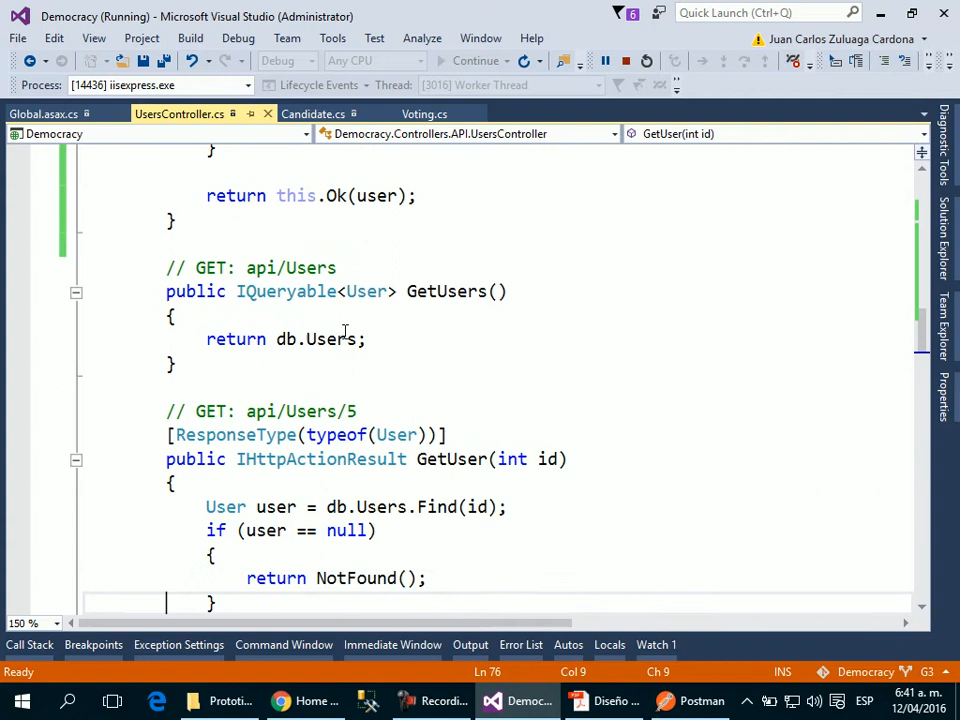 Democracy (Running) - Microsoft Visual Studio (Administrator)
6
Quick Launch (Ctrl+Q)
File Edit View Project Build Debug Team Tools Test Analyze Window Help
Juan Carlos Zuluaga Cardona
Debug Any CPU Continue
Process: [14436] iisexpress.exe Lifecycle Events Thread: [3016] Worker Thread
Global.asax.cs UsersController.cs Candidate.cs Voting.cs
Democracy Democracy.Controllers.API.UsersController GetUser(int id)
}
return this.Ok(user);
}
// GET: api/Users
public IQueryable<User> GetUsers()
{
return db.Users;
}
// GET: api/Users/5
[ResponseType(typeof(User))]
public IHttpActionResult GetUser(int id)
{
User user = db.Users.Find(id);
if (user == null)
{
return NotFound();
}
Diagnostic Tools
Solution Explorer
Team Explorer
Properties
150 %
Call Stack Breakpoints Exception Settings Command Window Immediate Window Output Error List Autos Locals Watch 1
Ready Ln 76 Col 9 Ch 9 INS Democracy G3
Prototi... Home ... Recordi... Democ... Diseño ... Postman ESP 6:41 a. m.
12/04/2016